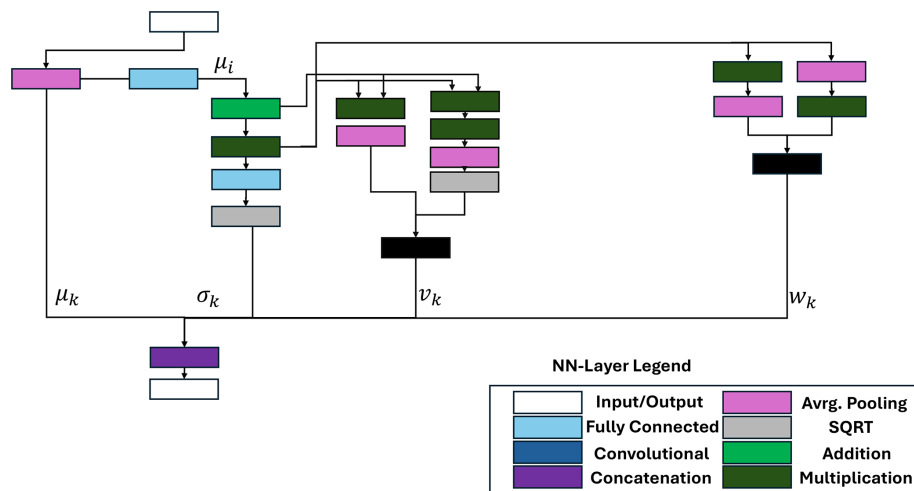 μᵢ
μₖ
σₖ
vₖ
wₖ
NN-Layer Legend
Input/Output
Avrg. Pooling
Fully Connected
SQRT
Convolutional
Addition
Concatenation
Multiplication